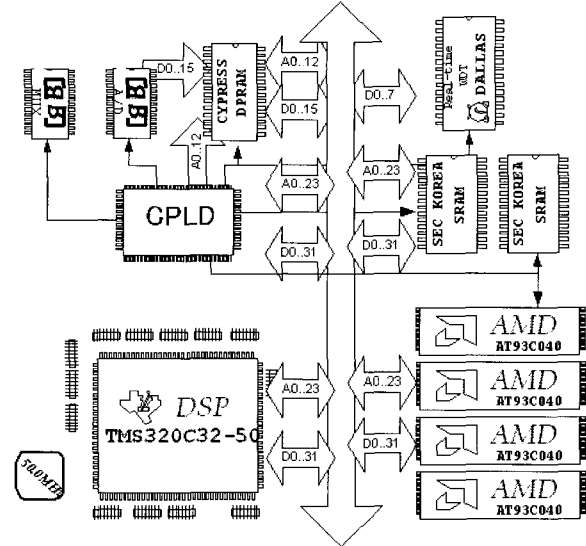 MUX
A/D
D0..15
CYPRESS
DPRAM
A0..12
D0..15
A0..12
D0..7
Real-time
WDT
DALLAS
CPLD
A0..23
D0..31
A0..23
D0..31
SEC KOREA
SRAM
SEC KOREA
SRAM
AMD
AT93C040
DSP
TMS320C32-50
50.0MHz
A0..23
D0..31
A0..23
D0..31
AMD
AT93C040
AMD
AT93C040
AMD
AT93C040